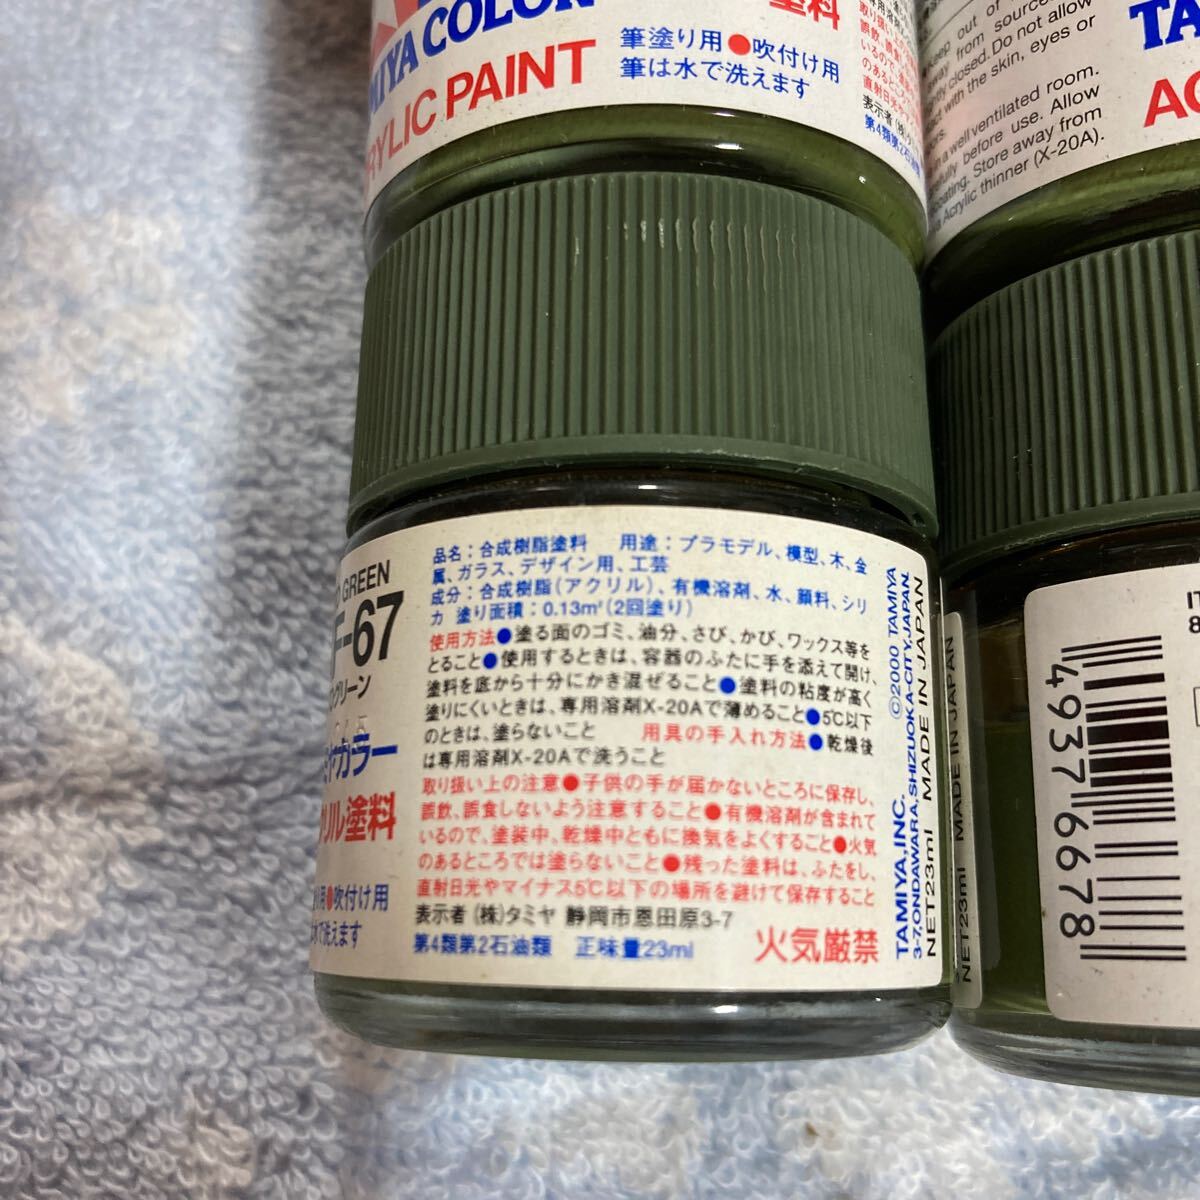 MIYA COLOR
RYLIC PAINT
塗料
筆塗り用●吹付け用
筆は水で洗えます
第4類第2石油
keep out of
away from source
tightly closed. Do not allow
with the skin, eyes or
a well ventilated room.
before use. Allow
coating. Store away from
Acrylic thinner (X-20A).
TA
AC
GREEN
F-67
グリーン
ミヤカラー
リル塗料
用●吹付け用
水で洗えます
品名：合成樹脂塗料 用途：プラモデル、模型、木、金
属、ガラス、デザイン用、工芸
成分：合成樹脂(アクリル)、有機溶剤、水、顔料、シリ
カ 塗り面積：0.13m²(2回塗り)
使用方法●塗る面のゴミ、油分、さび、かび、ワックス等を
とること●使用するときは、容器のふたに手を添えて開け、
塗料を底から十分にかき混ぜること●塗料の粘度が高く
塗りにくいときは、専用溶剤X-20Aで薄めること●5℃以下
のときは、塗らないこと 用具の手入れ方法●乾燥後
は専用溶剤X-20Aで洗うこと
取り扱い上の注意●子供の手が届かないところに保存し、
誤飲、誤食しないよう注意すること●有機溶剤が含まれて
いるので、塗装中、乾燥中ともに換気をよくすること●火気
のあるところでは塗らないこと●残った塗料は、ふたをし、
直射日光やマイナス5℃以下の場所を避けて保存すること
表示者 (株)タミヤ 静岡市恩田原3-7
第4類第2石油類 正味量23ml
火気厳禁
©2000 TAMIYA
TAMIYA, INC.
3-7, ONDAWARA, SHIZUOKA-CITY, JAPAN.
NET 23ml MADE IN JAPAN
NET 23ml MADE IN JAPAN
IT
8
4937 6678